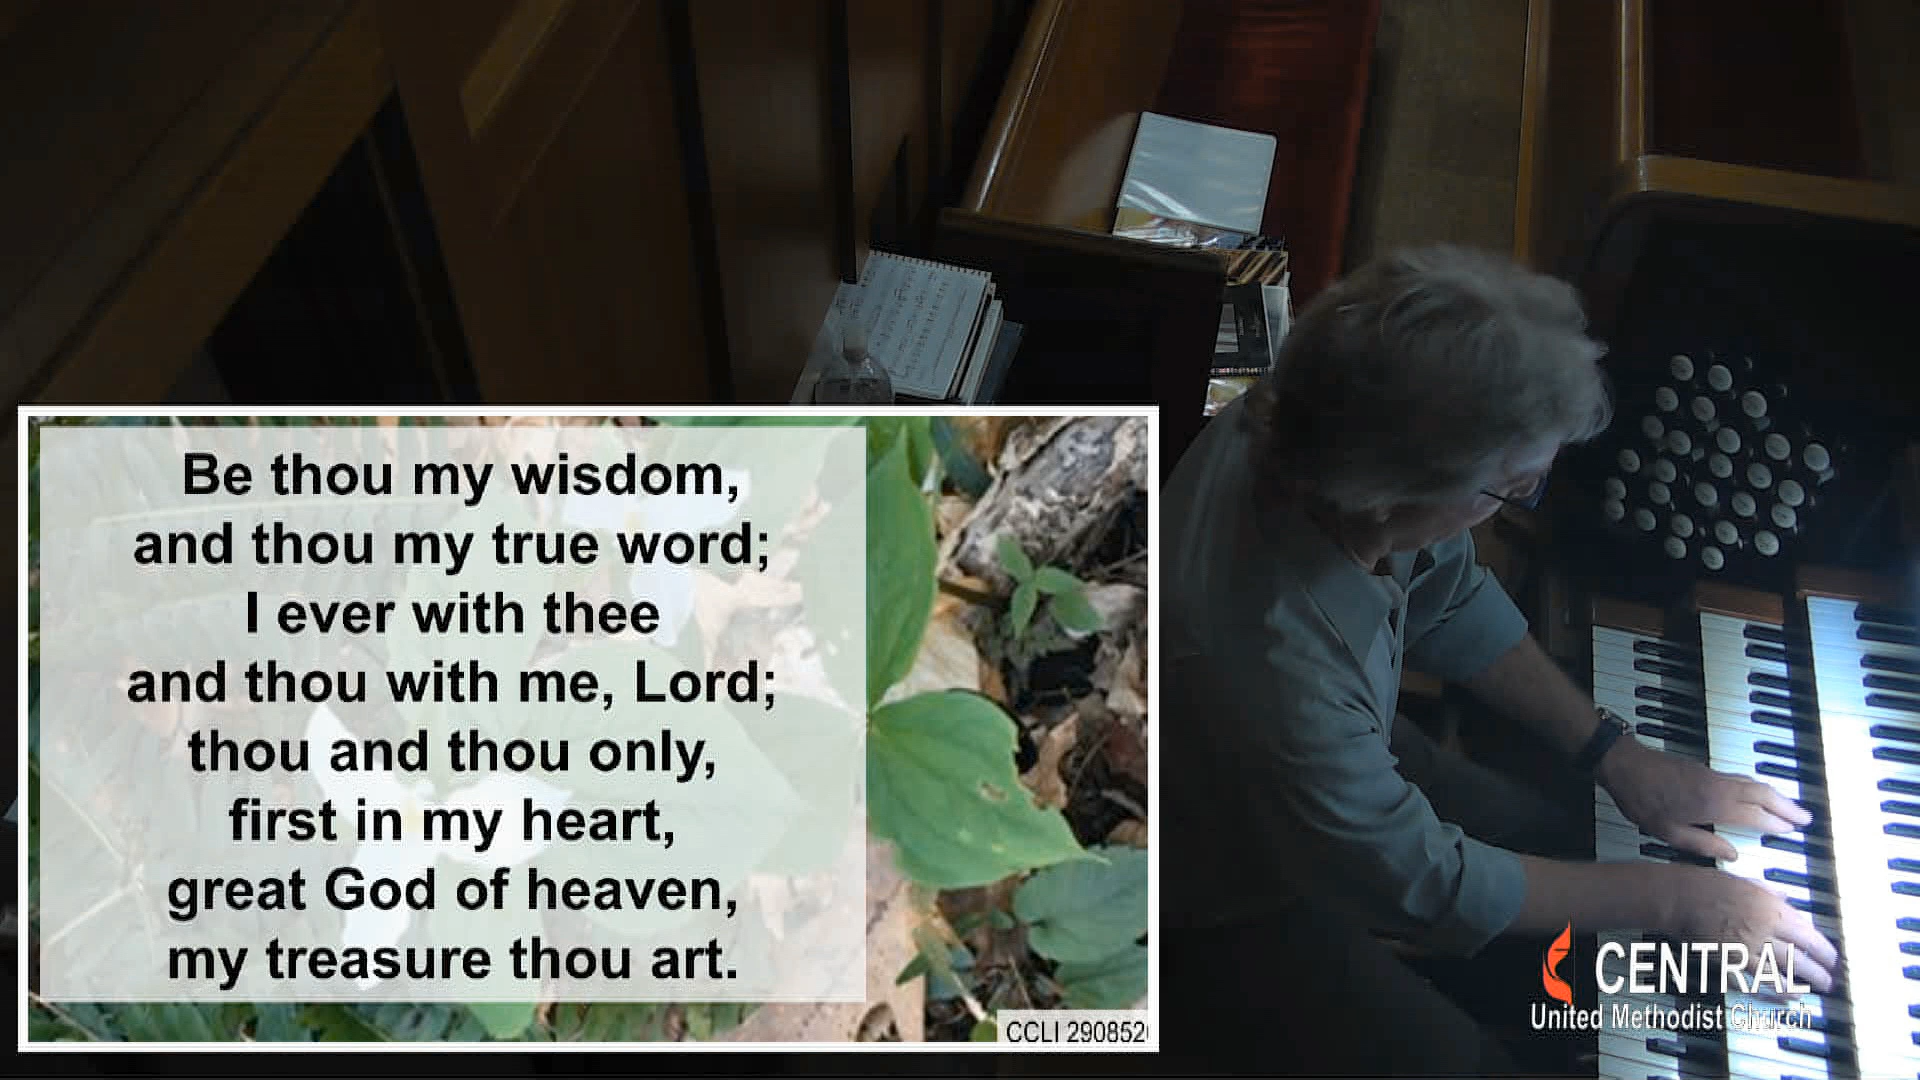 Be thou my wisdom,
and thou my true word;
I ever with thee
and thou with me, Lord;
thou and thou only,
first in my heart,
great God of heaven,
my treasure thou art.
CCLI 290852
CENTRAL
United Methodist Church